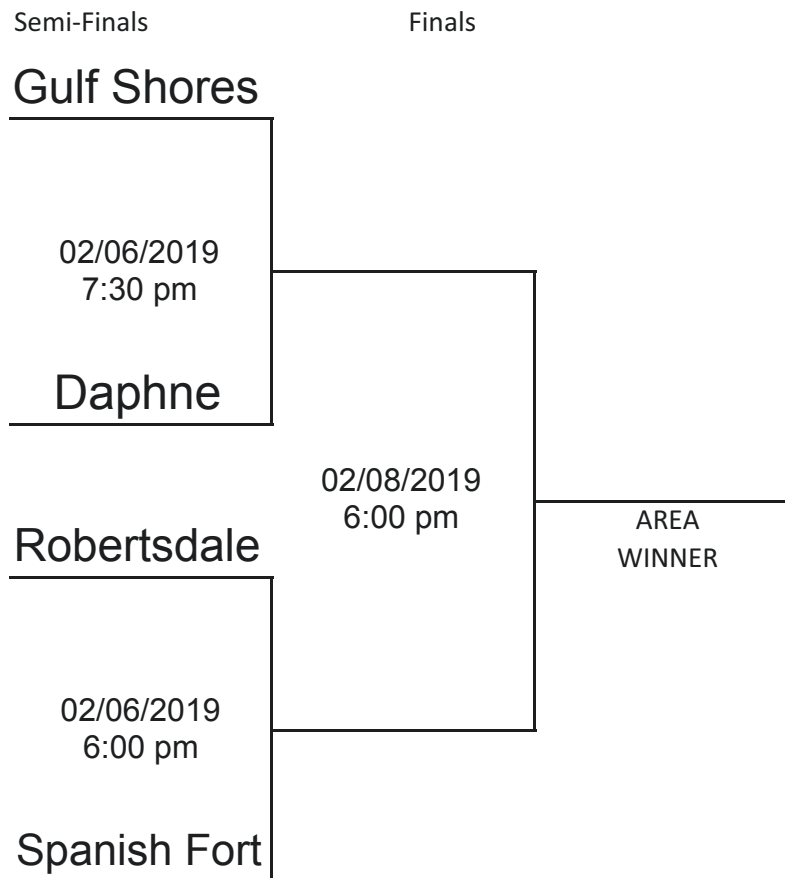 Semi-Finals
Finals
Gulf Shores
02/06/2019
7:30 pm
Daphne
02/08/2019
6:00 pm
AREA
WINNER
Robertsdale
02/06/2019
6:00 pm
Spanish Fort